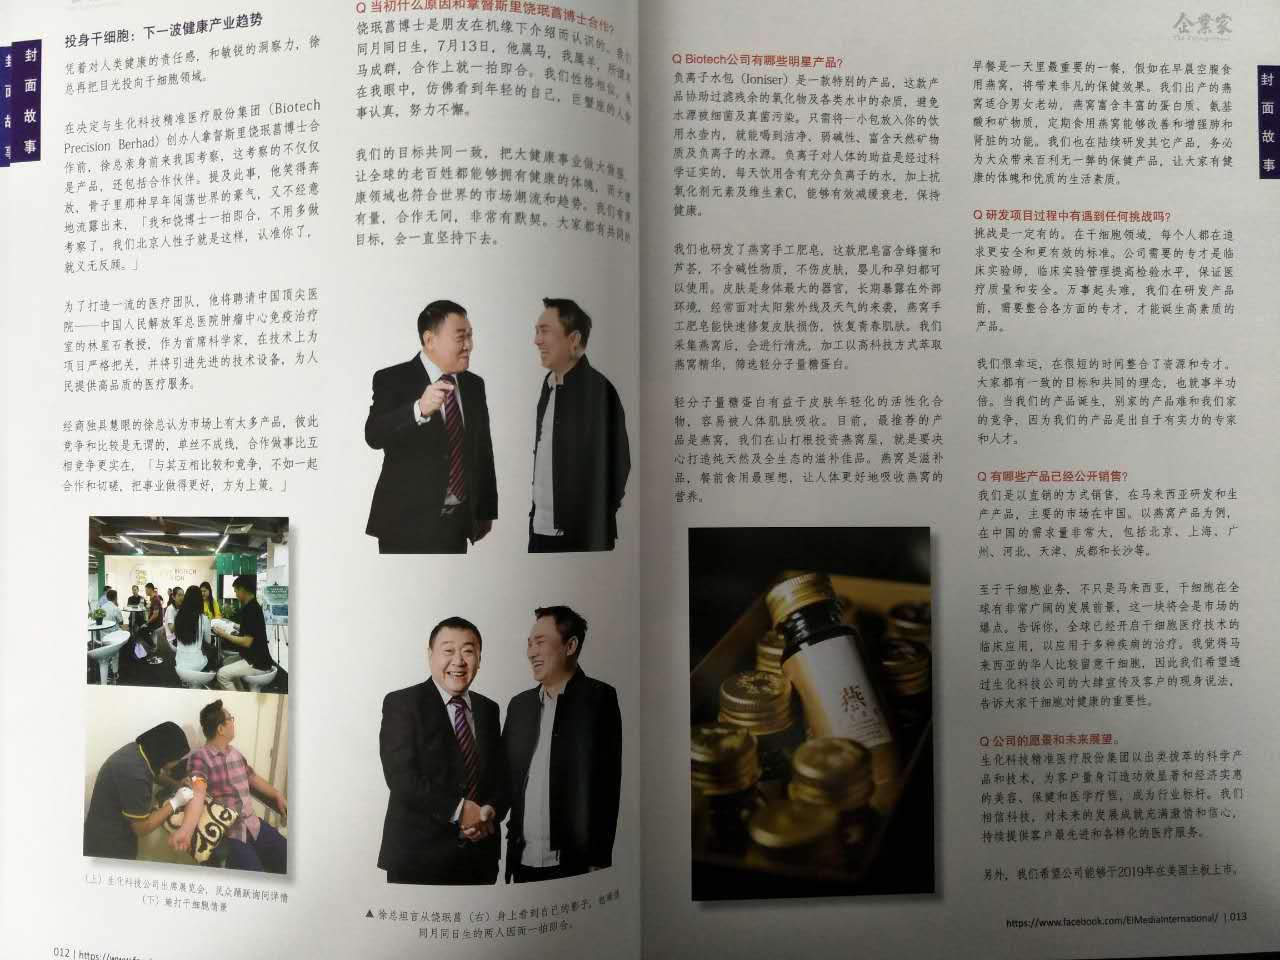 封面故事
投身干细胞：下一波健康产业趋势
凭着对人类健康的责任感，和敏锐的洞察力，徐
总再把目光投向干细胞领域。
在决定与生化科技精准医疗股份集团（Biotech
Precision Berhad）创办人拿督斯里饶珉菖博士合
作前，徐总亲身前来我国考察，这考察的不仅仅
是产品，还包括合作伙伴。提及此事，他笑得奔
放，骨子里那种早年闯荡世界的豪气，又不经意
地流露出来，「我和饶博士一拍即合，不用多做
考察了。我们北京人性子就是这样，认准你了，
就义无反顾。」
为了打造一流的医疗团队，他将聘请中国顶尖医
院——中国人民解放军总医院肿瘤中心免疫治疗
室的林星石教授，作为首席科学家，在技术上为
项目严格把关，并将引进先进的技术设备，为人
民提供高品质的医疗服务。
经商独具慧眼的徐总认为市场上有太多产品，彼此
竞争和比较是无谓的，单丝不成线，合作做事比互
相竞争更实在，「与其互相比较和竞争，不如一起
合作和切磋，把事业做得更好，方为上策。」
（上）生化科技公司出席展览会，民众踊跃询问详情
（下）施打干细胞情景
012 | https://www.
Q 当初什么原因和拿督斯里饶珉菖博士合作？
饶珉菖博士是朋友在机缘下介绍而认识的。我们
同月同日生，7月13日，他属马，我属羊，所谓
马成群，合作上就一拍即合。我们性格相似，
在我眼中，仿佛看到年轻的自己，巨蟹座的人做
事认真，努力不懈。
我们的目标共同一致，把大健康事业做大做强，
让全球的老百姓都能够拥有健康的体魄，而大健
康领域也符合世界的市场潮流和趋势。我们有商
有量，合作无间，非常有默契。大家都有共同的
目标，会一直坚持下去。
▲ 徐总坦言从饶珉菖（右）身上看到自己的影子，
同月同日生的两人因而一拍即合。
企業家
Q Biotech公司有哪些明星产品？
负离子水包（Ioniser）是一款特别的产品，这款产
品协助过滤残余的氧化物及各类水中的杂质，避免
水源被细菌及真菌污染。只需将一小包放入你的饮
用水壶内，就能喝到洁净、弱碱性、富含天然矿物
质及负离子的水源。负离子对人体的助益是经过科
学证实的，每天饮用含有充分负离子的水，加上抗
氧化剂元素及维生素C，能够有效减缓衰老，保持
健康。
我们也研发了燕窝手工肥皂，这款肥皂富含蜂蜜和
芦荟，不含碱性物质，不伤皮肤，婴儿和孕妇都可
以使用。皮肤是身体最大的器官，长期暴露在外部
环境，经常面对太阳紫外线及天气的来袭，燕窝手
工肥皂能快速修复皮肤损伤，恢复青春肌肤。我们
采集燕窝后，会进行清洗，加工以高科技方式萃取
燕窝精华，筛选轻分子量糖蛋白。
轻分子量糖蛋白有益于皮肤年轻化的活性化合
物，容易被人体肌肤吸收。目前，最推荐的产
品是燕窝，我们在山打根投资燕窝屋，就是要决
心打造纯天然及全生态的滋补佳品。燕窝是滋补
品，餐前食用最理想，让人体更好地吸收燕窝的
营养。
燕
早餐是一天里最重要的一餐，假如在早晨空腹食
用燕窝，将带来非凡的保健效果。我们出产的燕
窝适合男女老幼，燕窝富含丰富的蛋白质、氨基
酸和矿物质，定期食用燕窝能够改善和增强肺和
肾脏的功能。我们也在陆续研发其它产品，务必
为大众带来百利无一弊的保健产品，让大家有健
康的体魄和优质的生活素质。
Q 研发项目过程中有遇到任何挑战吗？
挑战是一定有的。在干细胞领域，每个人都在追
求更安全和更有效的标准。公司需要的专才是临
床实验师，临床实验管理提高检验水平，保证医
疗质量和安全。万事起头难，我们在研发产品
前，需要整合各方面的专才，才能诞生高素质的
产品。
我们很幸运，在很短的时间整合了资源和专才。
大家都有一致的目标和共同的理念，也就事半功
倍。当我们的产品诞生，别家的产品难和我们家
的竞争，因为我们的产品是出自于有实力的专家
和人才。
Q 有哪些产品已经公开销售？
我们是以直销的方式销售，在马来西亚研发和生
产产品，主要的市场在中国。以燕窝产品为例，
在中国的需求量非常大，包括北京、上海、广
州、河北、天津、成都和长沙等。
至于干细胞业务，不只是马来西亚，干细胞在全
球有非常广阔的发展前景，这一块将会是市场的
爆点。告诉你，全球已经开启干细胞医疗技术的
临床应用，以应用于多种疾病的治疗。我觉得马
来西亚的华人比较留意干细胞，因此我们希望透
过生化科技公司的大肆宣传及客户的现身说法，
告诉大家干细胞对健康的重要性。
Q 公司的愿景和未来展望。
生化科技精准医疗股份集团以出类拔萃的科学产
品和技术，为客户量身订造功效显著和经济实惠
的美容、保健和医学疗程，成为行业标杆。我们
相信科技，对未来的发展成就充满激情和信心，
持续提供客户最先进和各样化的医疗服务。
另外，我们希望公司能够于2019年在美国主板上市。
https://www.facebook.com/EIMediaInternational/ | 013
封面故事